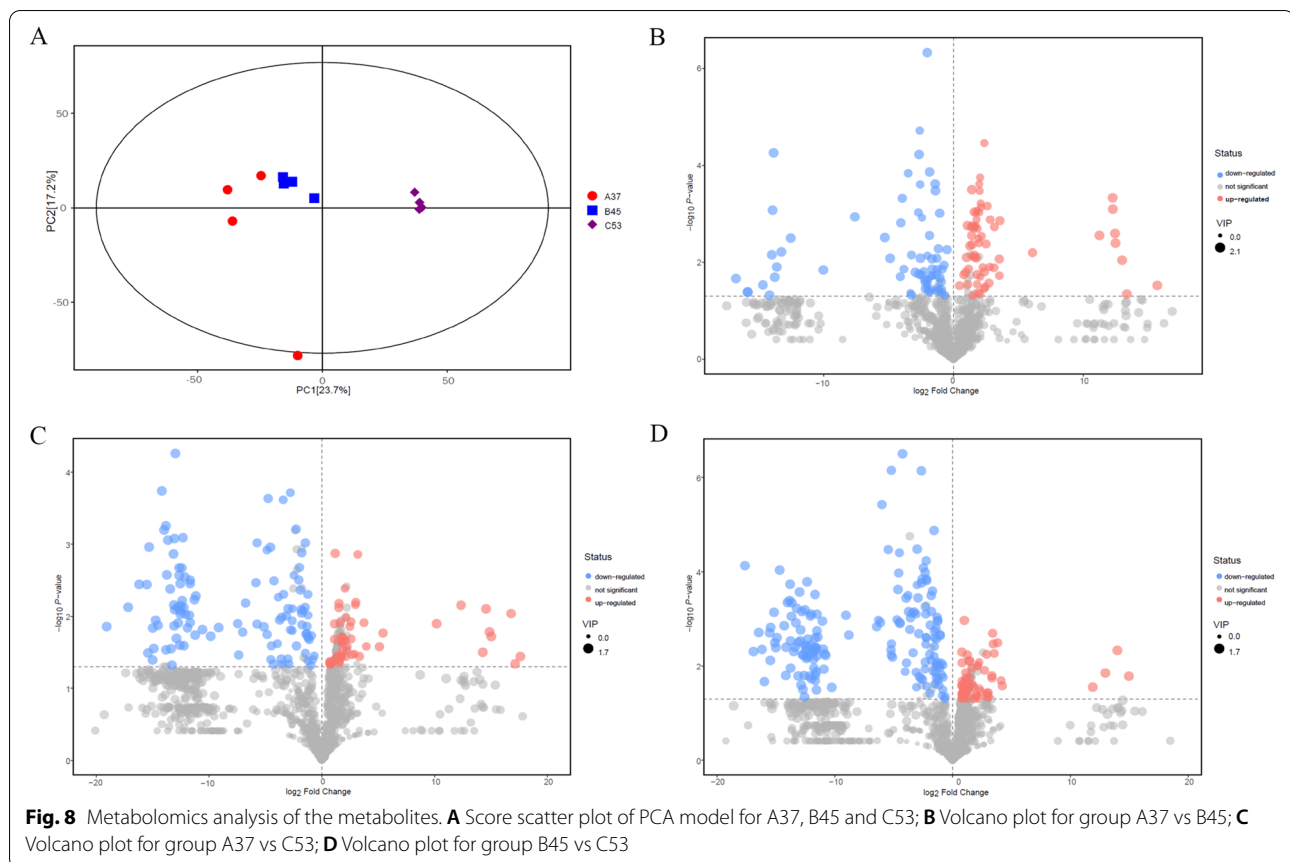 A
50
0
-50
PC2[17.2%]
-50
0
50
PC1[23.7%]
A37
B45
C53
B
6
4
2
0
-log10 P-value
-10
0
10
log2 Fold Change
Status
down-regulated
not significant
up-regulated
VIP
0.0
2.1
C
4
3
2
1
0
-log10 P-value
-20
-10
0
10
20
log2 Fold Change
Status
down-regulated
not significant
up-regulated
VIP
0.0
1.7
D
6
4
2
0
-log10 P-value
-20
-10
0
10
20
log2 Fold Change
Status
down-regulated
not significant
up-regulated
VIP
0.0
1.7
Fig. 8 Metabolomics analysis of the metabolites. A Score scatter plot of PCA model for A37, B45 and C53; B Volcano plot for group A37 vs B45; C
Volcano plot for group A37 vs C53; D Volcano plot for group B45 vs C53